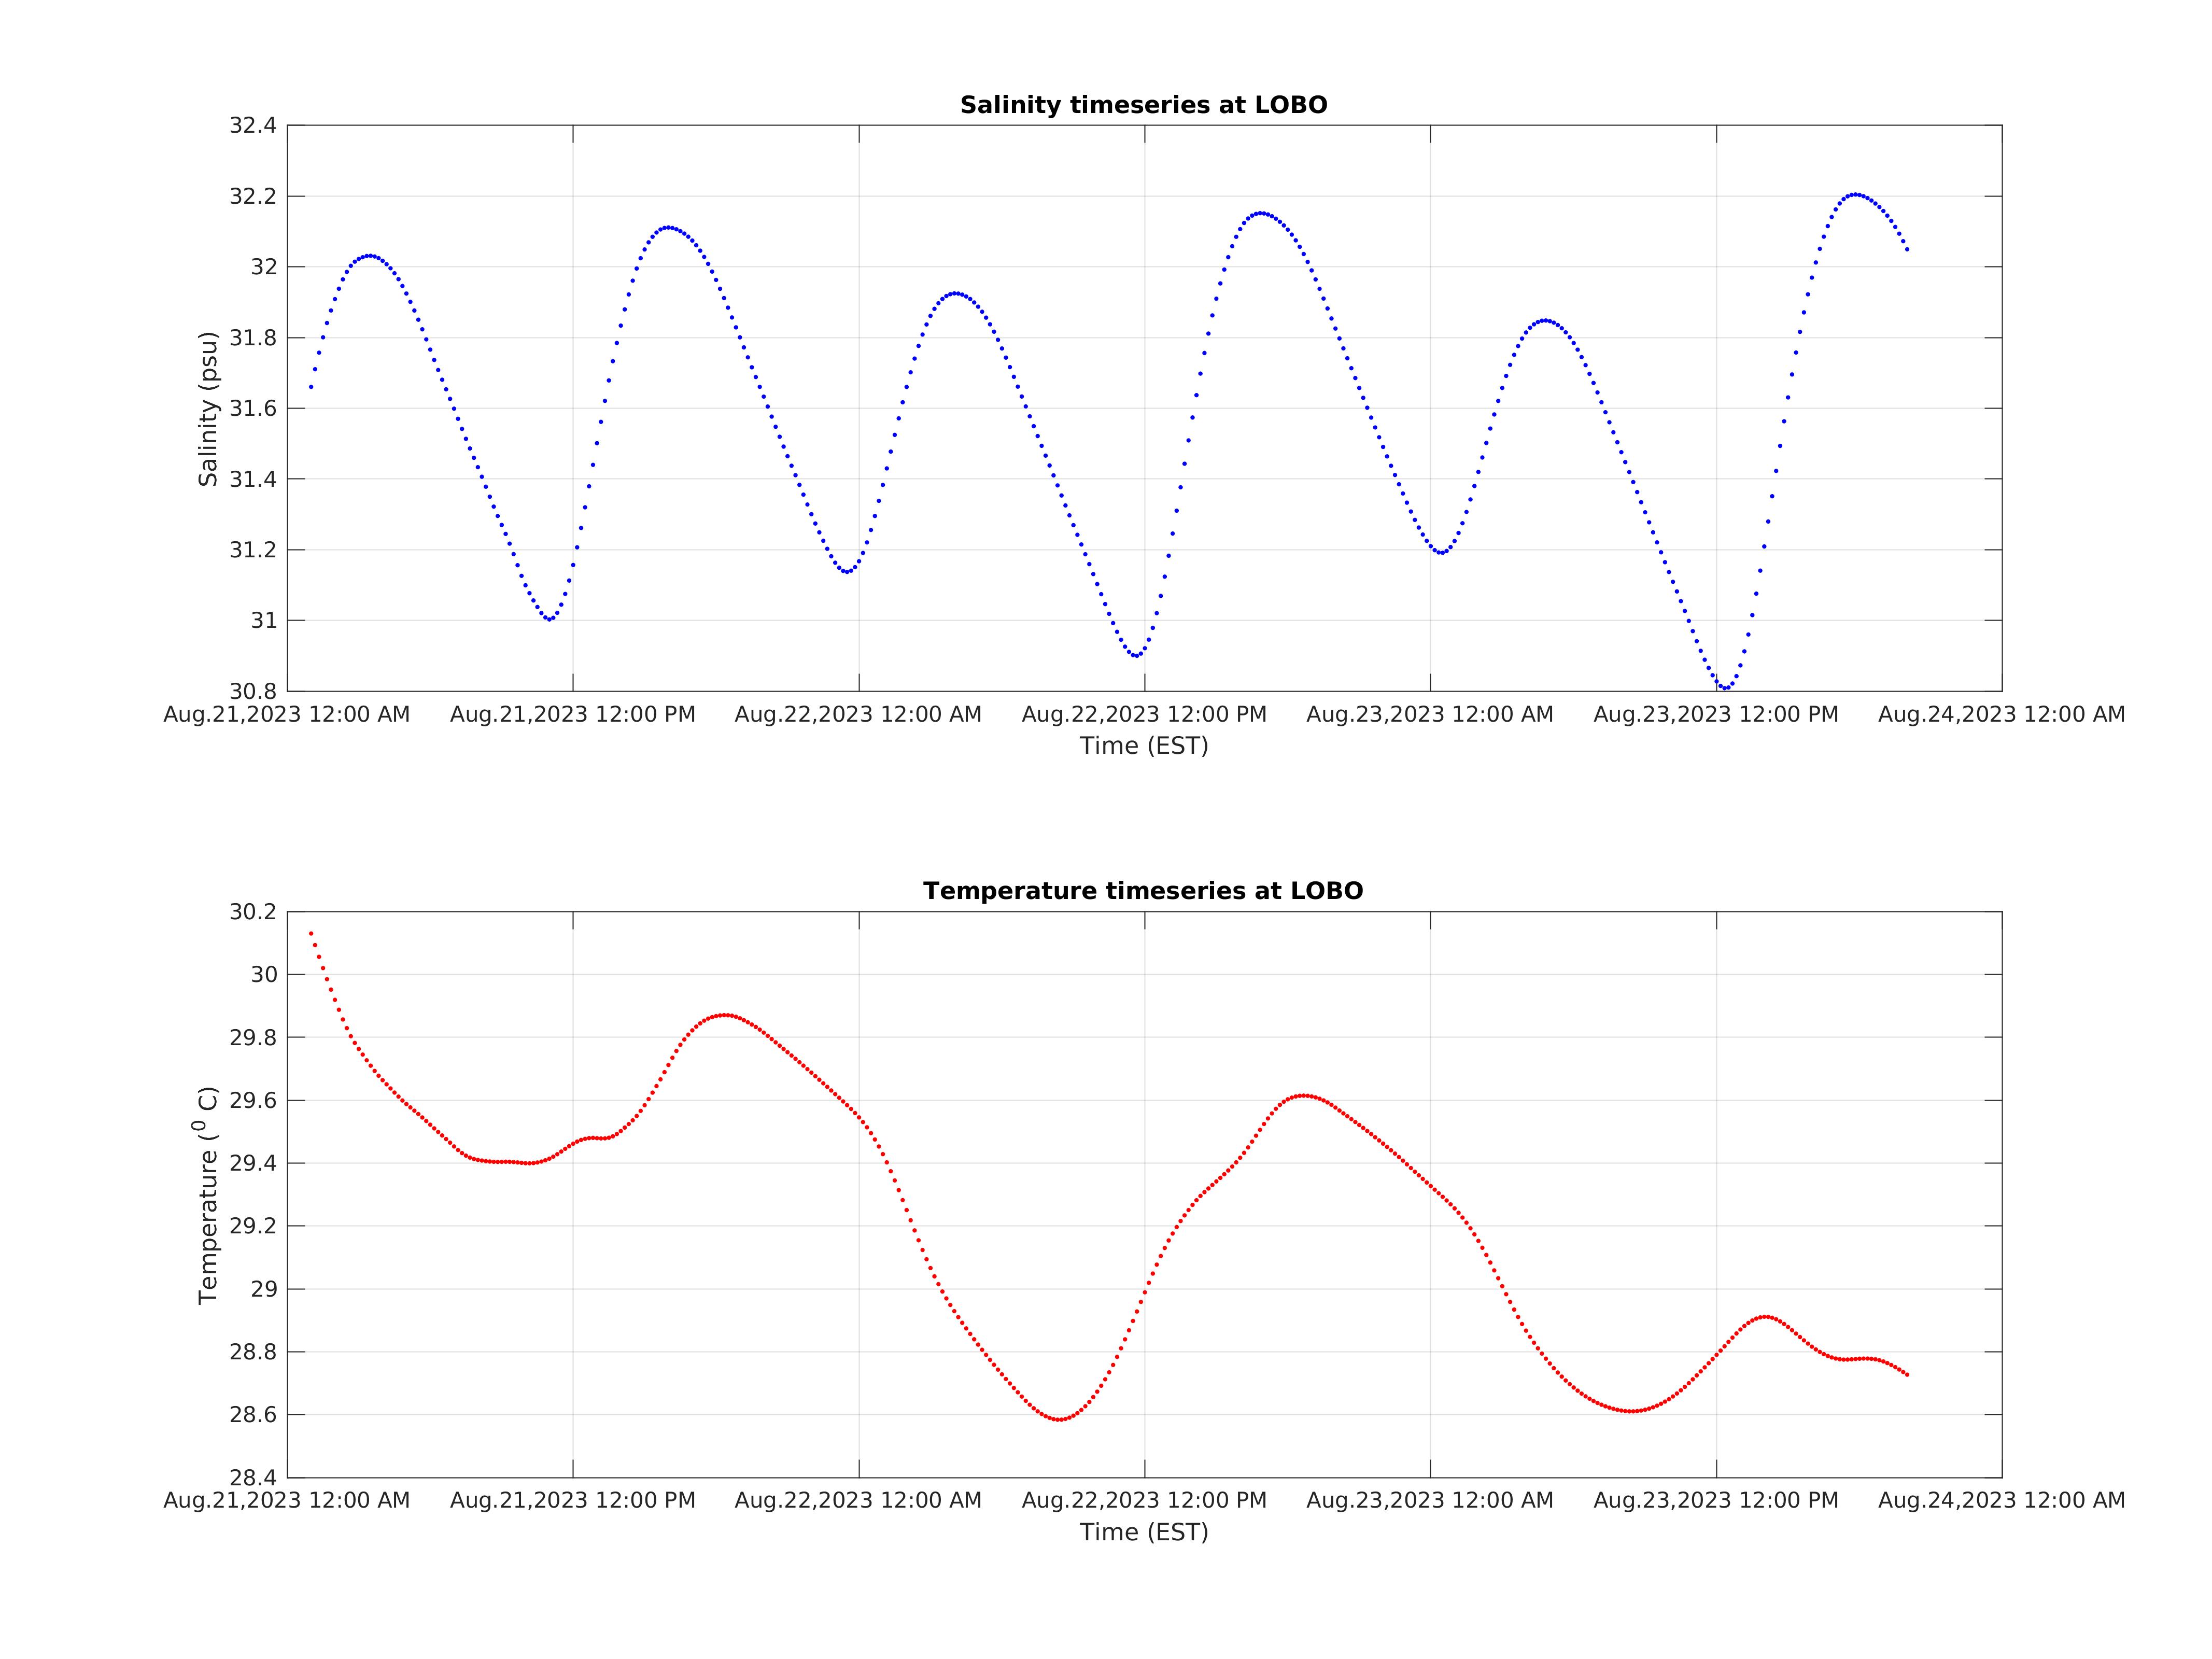 Salinity timeseries at LOBO
32.4
32.2
32
31.8
31.6
31.4
31.2
31
30.8
Salinity (psu)
Aug.21,2023 12:00 AM Aug.21,2023 12:00 PM Aug.22,2023 12:00 AM Aug.22,2023 12:00 PM Aug.23,2023 12:00 AM Aug.23,2023 12:00 PM Aug.24,2023 12:00 AM
Time (EST)
Temperature timeseries at LOBO
30.2
30
29.8
29.6
29.4
29.2
29
28.8
28.6
28.4
Temperature (⁰ C)
Aug.21,2023 12:00 AM Aug.21,2023 12:00 PM Aug.22,2023 12:00 AM Aug.22,2023 12:00 PM Aug.23,2023 12:00 AM Aug.23,2023 12:00 PM Aug.24,2023 12:00 AM
Time (EST)